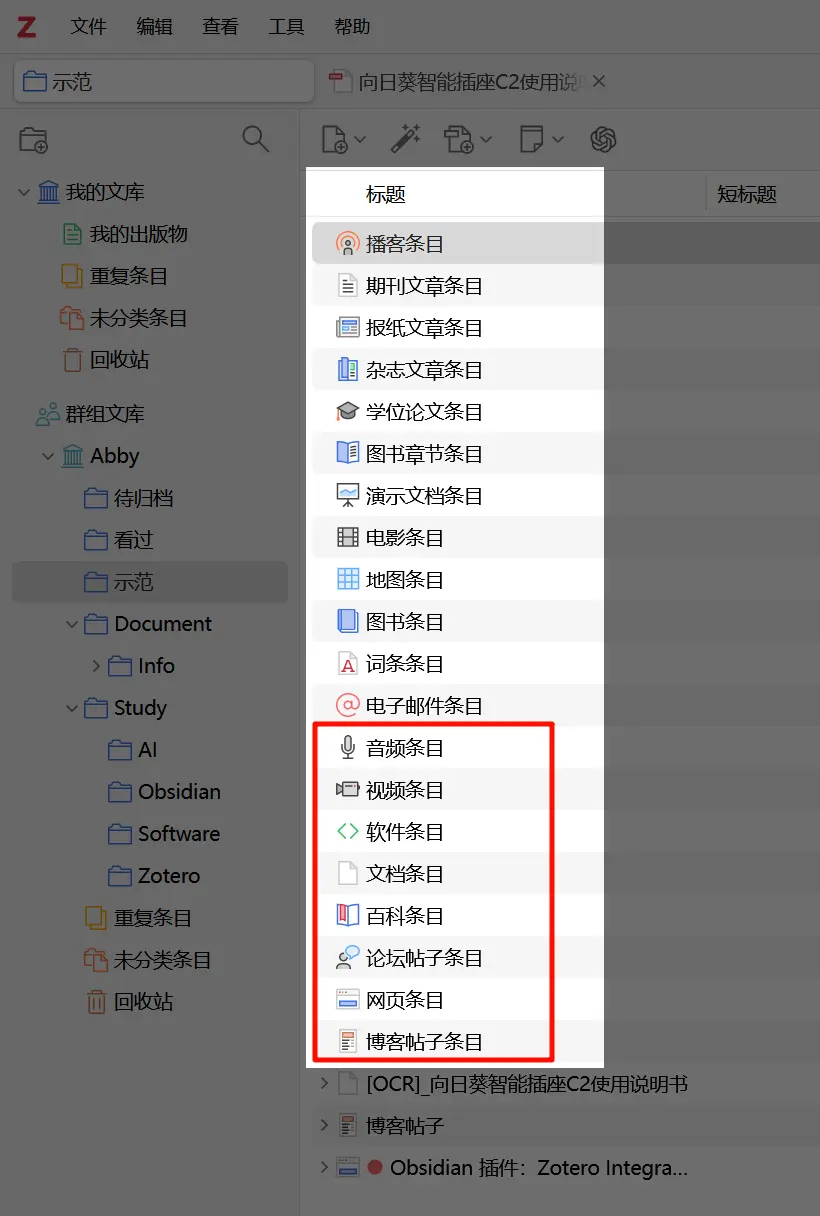 Z 文件 编辑 查看 工具 帮助
示范 向日葵智能插座C2使用说
标题 短标题
我的文库
我的出版物
重复条目
未分类条目
回收站
群组文库
Abby
待归档
看过
示范
Document
Info
Study
AI
Obsidian
Software
Zotero
重复条目
未分类条目
回收站
播客条目
期刊文章条目
报纸文章条目
杂志文章条目
学位论文条目
图书章节条目
演示文档条目
电影条目
地图条目
图书条目
词条条目
电子邮件条目
音频条目
视频条目
软件条目
文档条目
百科条目
论坛帖子条目
网页条目
博客帖子条目
[OCR]_向日葵智能插座C2使用说明书
博客帖子
Obsidian 插件：Zotero Integra...